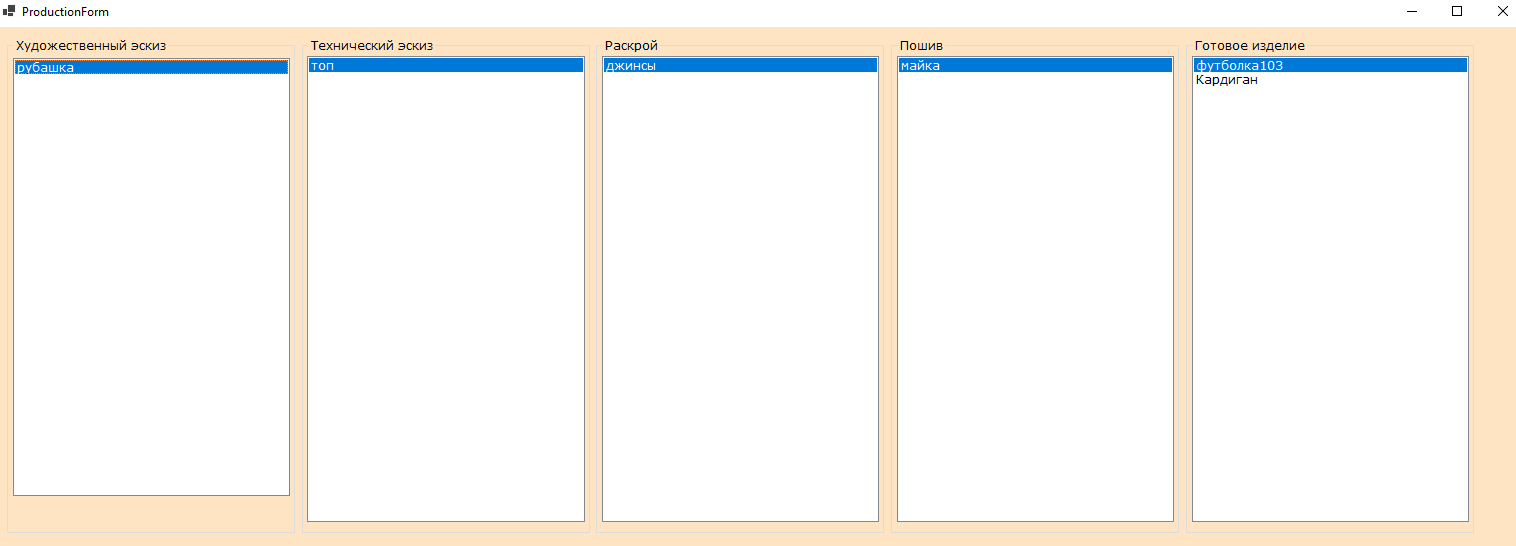 ProductionForm
Художественный эскиз
рубашка
Технический эскиз
топ
Раскрой
джинсы
Пошив
майка
Готовое изделие
футболка103
Кардиган